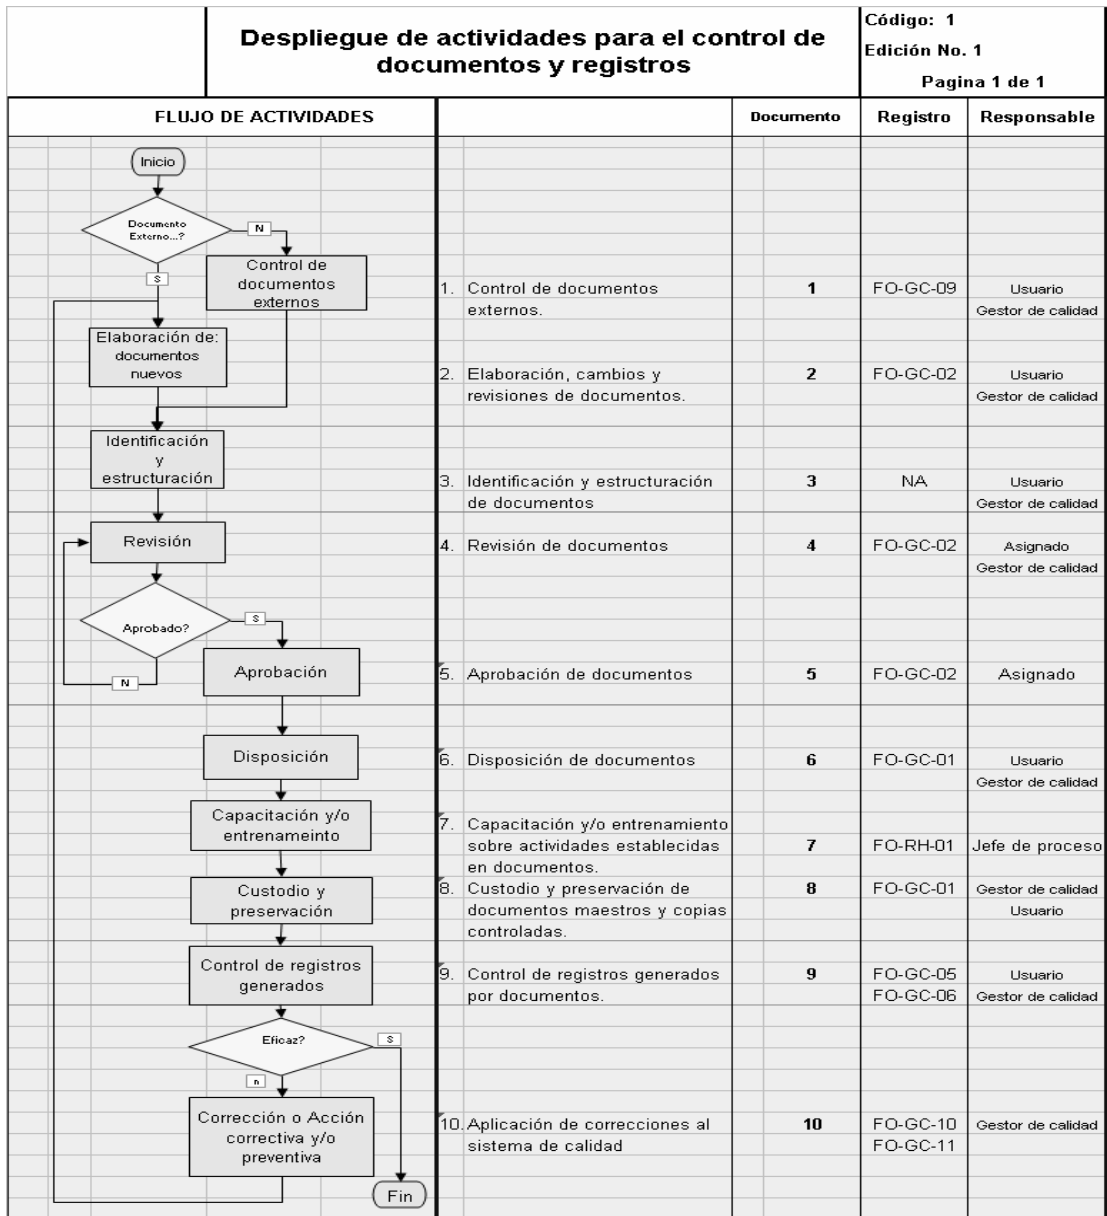 Despliegue de actividades para el control de
documentos y registros
Código: 1
Edición No. 1
Pagina 1 de 1
FLUJO DE ACTIVIDADES
Documento
Registro
Responsable
Inicio
Documento
Externo...?
N
S
Control de
documentos
externos
Elaboración de:
documentos
nuevos
Identificación
y
estructuración
Revisión
Aprobado?
S
N
Aprobación
Disposición
Capacitación y/o
entrenameinto
Custodio y
preservación
Control de registros
generados
Eficaz?
S
n
Corrección o Acción
correctiva y/o
preventiva
Fin
1. Control de documentos 1 FO-GC-09 Usuario
externos. Gestor de calidad
2. Elaboración, cambios y 2 FO-GC-02 Usuario
revisiones de documentos. Gestor de calidad
3. Identificación y estructuración 3 NA Usuario
de documentos Gestor de calidad
4. Revisión de documentos 4 FO-GC-02 Asignado
Gestor de calidad
5. Aprobación de documentos 5 FO-GC-02 Asignado
6. Disposición de documentos 6 FO-GC-01 Usuario
Gestor de calidad
7. Capacitación y/o entrenamiento
sobre actividades establecidas 7 FO-RH-01 Jefe de proceso
en documentos.
8. Custodio y preservación de 8 FO-GC-01 Gestor de calidad
documentos maestros y copias Usuario
controladas.
9. Control de registros generados 9 FO-GC-05 Usuario
por documentos. FO-GC-06 Gestor de calidad
10. Aplicación de correcciones al 10 FO-GC-10 Gestor de calidad
sistema de calidad FO-GC-11